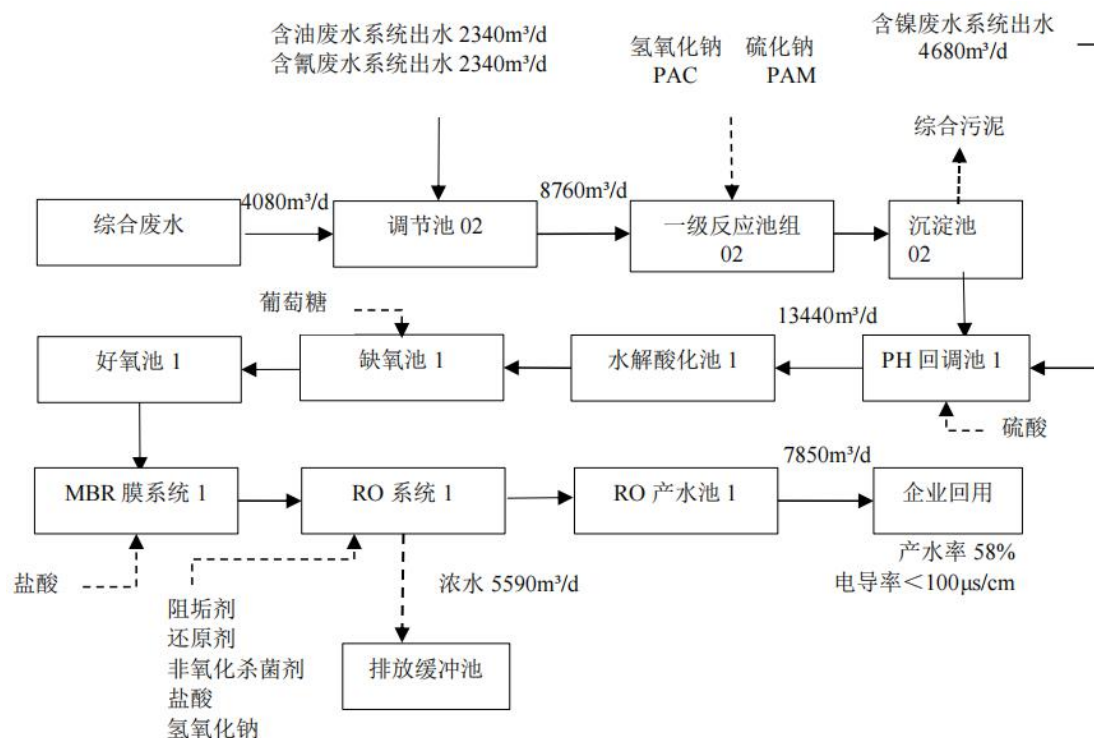 含油废水系统出水 2340m³/d
含氰废水系统出水 2340m³/d
氢氧化钠 硫化钠
PAC PAM
含镍废水系统出水
4680m³/d
综合污泥
4080m³/d
8760m³/d
综合废水
调节池 02
一级反应池组
02
沉淀池
02
葡萄糖
13440m³/d
好氧池 1
缺氧池 1
水解酸化池 1
PH 回调池 1
硫酸
7850m³/d
MBR 膜系统 1
RO 系统 1
RO 产水池 1
企业回用
产水率 58%
电导率＜100μs/cm
盐酸
浓水 5590m³/d
阻垢剂
还原剂
非氧化杀菌剂
盐酸
氢氧化钠
排放缓冲池